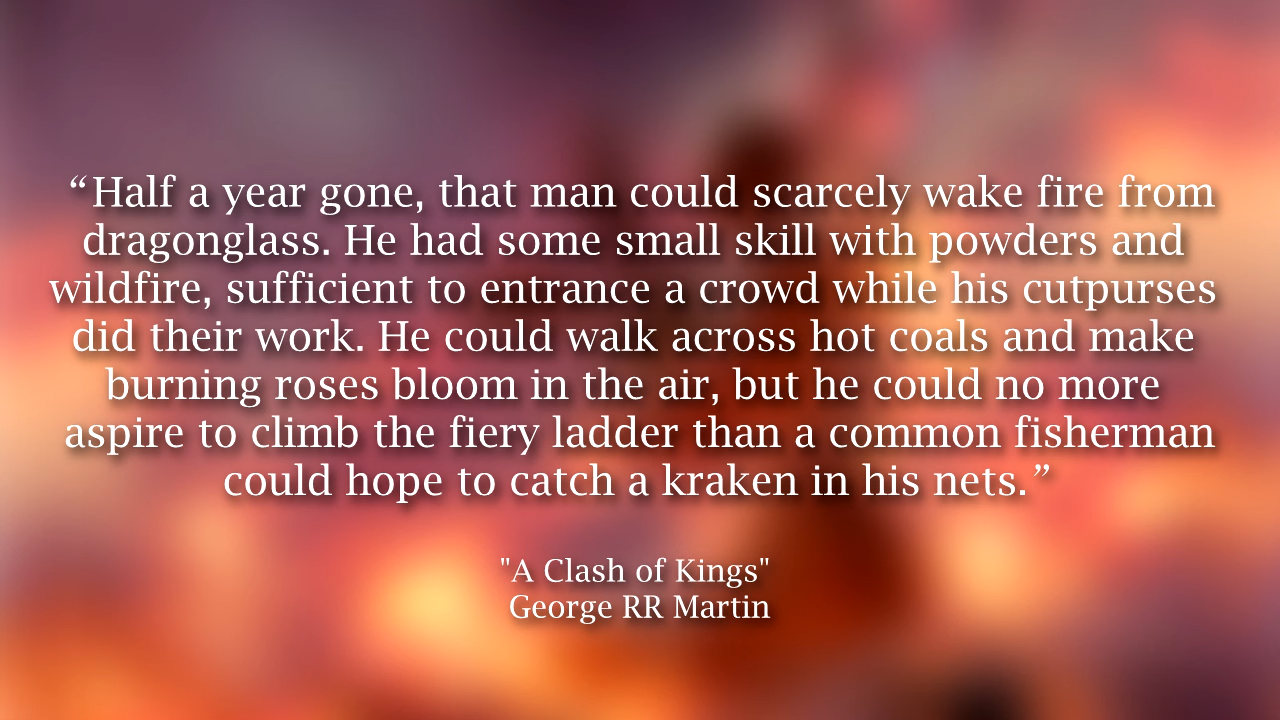 “Half a year gone, that man could scarcely wake fire from
dragonglass. He had some small skill with powders and
wildfire, sufficient to entrance a crowd while his cutpurses
did their work. He could walk across hot coals and make
burning roses bloom in the air, but he could no more
aspire to climb the fiery ladder than a common fisherman
could hope to catch a kraken in his nets.”
"A Clash of Kings"
George RR Martin